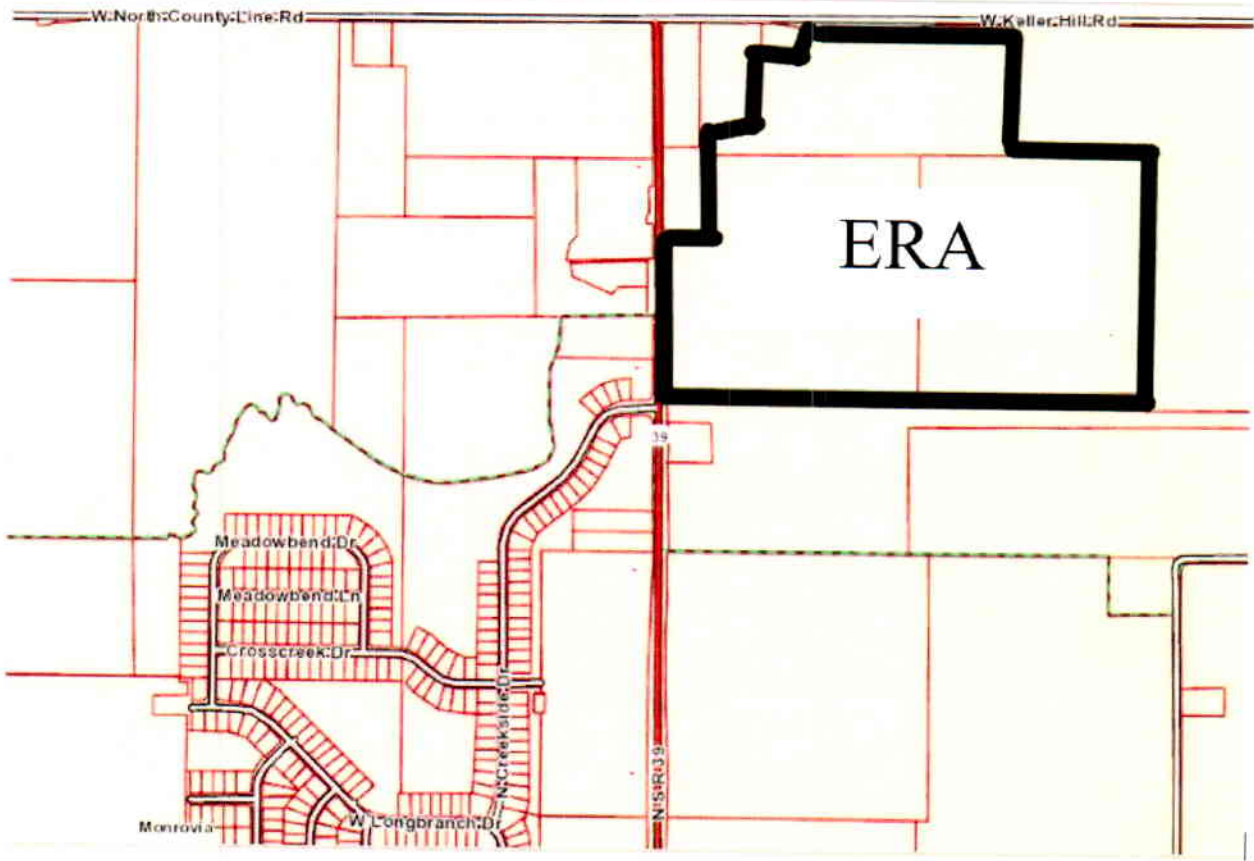 W North County Line Rd
W Keller Hill Rd
ERA
39
Meadowbend Dr
Meadowbend Ln
Crosscreek Dr
N Creekside Dr
N S R 39
Monrovia
W Longbranch Dr